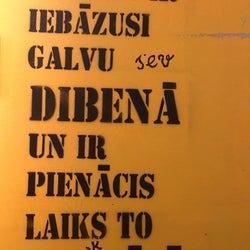 IEBĀZUSI
GALVU sev
DIBENĀ
UN IR
PIENĀCIS
LAIKS TO